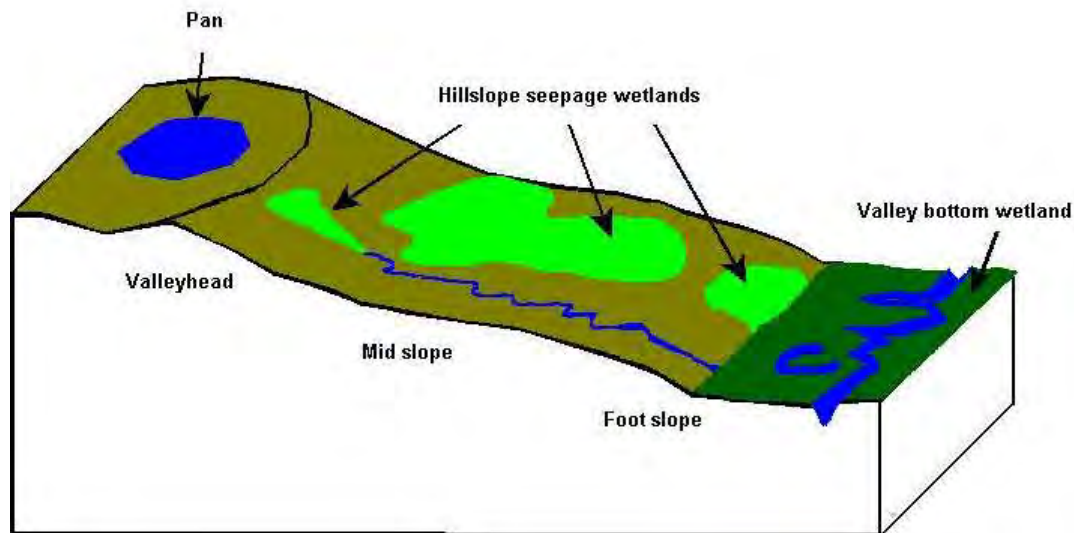 Pan
Hillslope seepage wetlands
Valley bottom wetland
Valleyhead
Mid slope
Foot slope